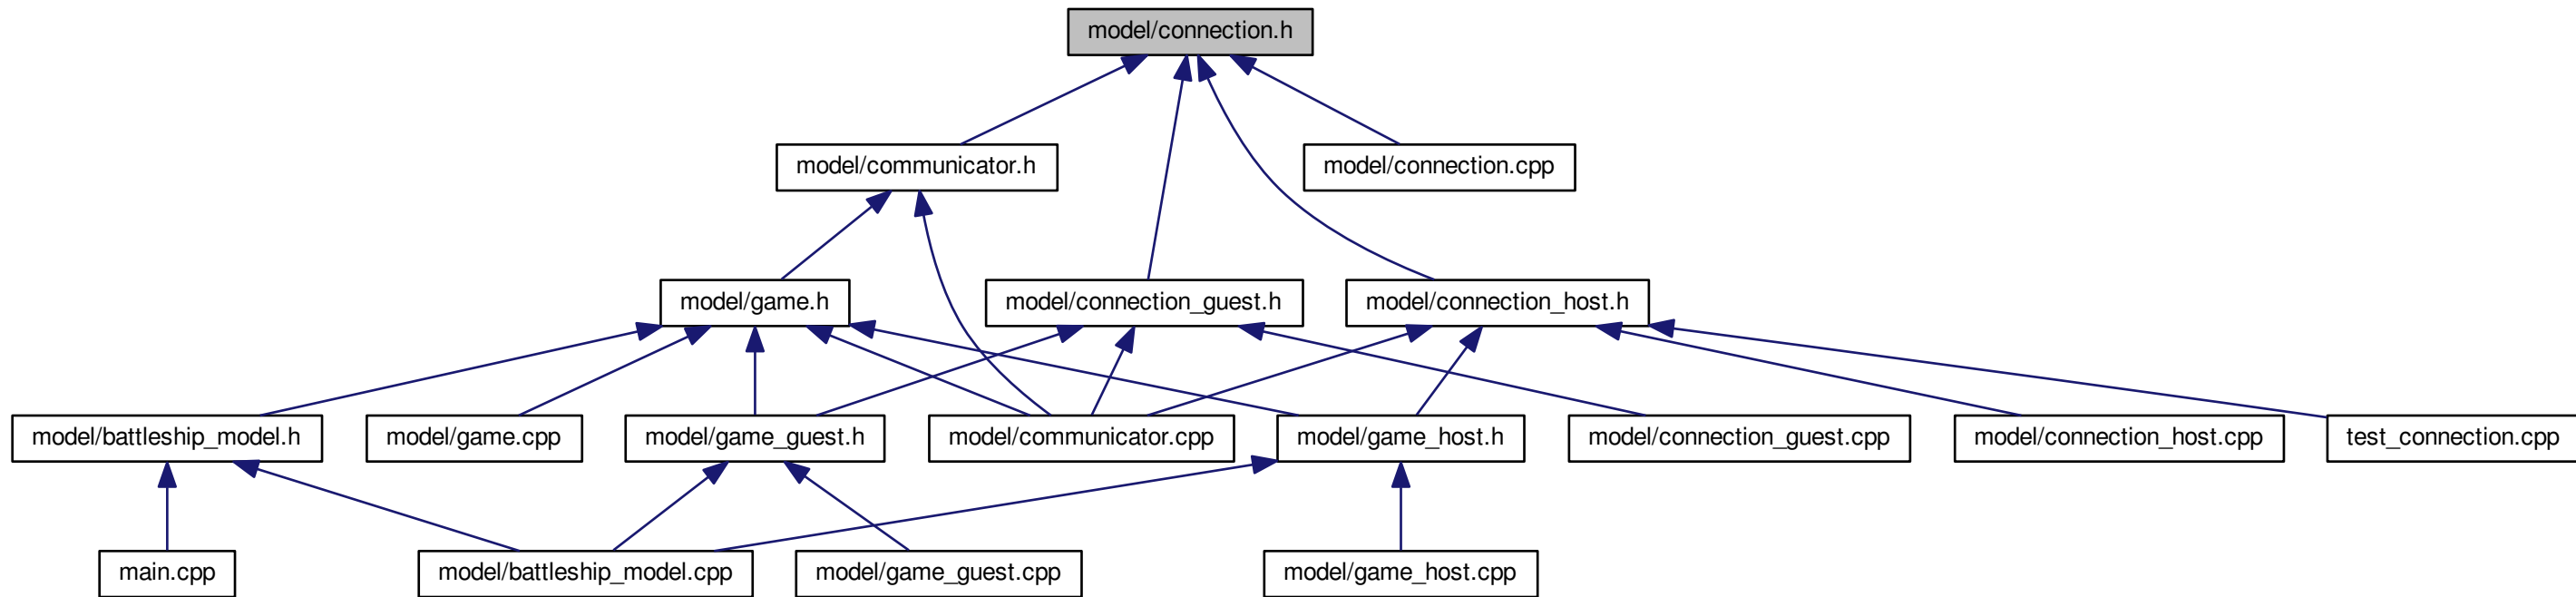 model/connection.h
model/communicator.h
model/connection.cpp
model/game.h
model/connection_guest.h
model/connection_host.h
model/battleship_model.h
model/game.cpp
model/game_guest.h
model/communicator.cpp
model/game_host.h
model/connection_guest.cpp
model/connection_host.cpp
test_connection.cpp
main.cpp
model/battleship_model.cpp
model/game_guest.cpp
model/game_host.cpp